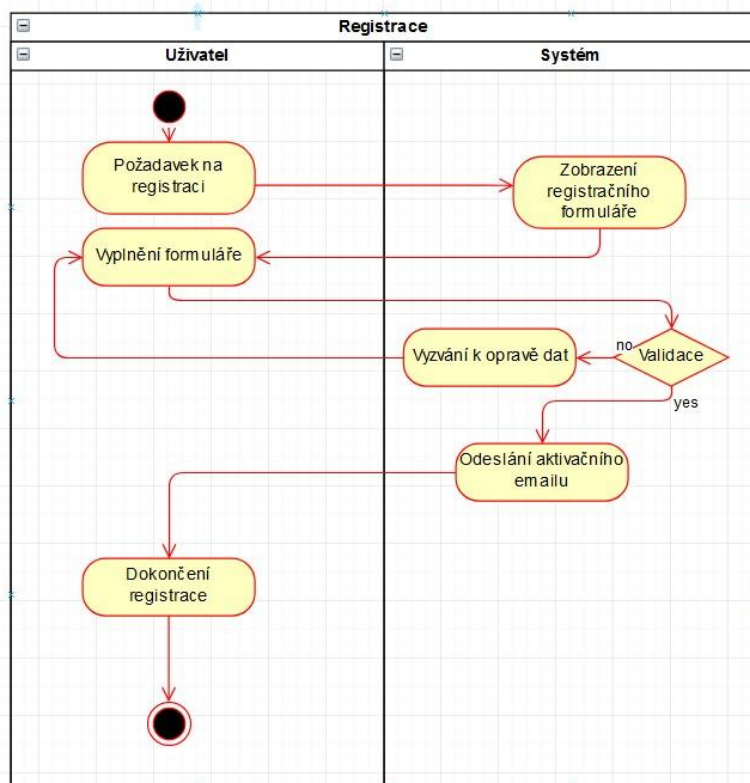 Registrace
Uživatel
Systém
Požadavek na
registraci
Zobrazení
registračního
formuláře
Vyplnění formuláře
Vyzvání k opravě dat
no
Validace
yes
Odeslání aktivačního
emailu
Dokončení
registrace